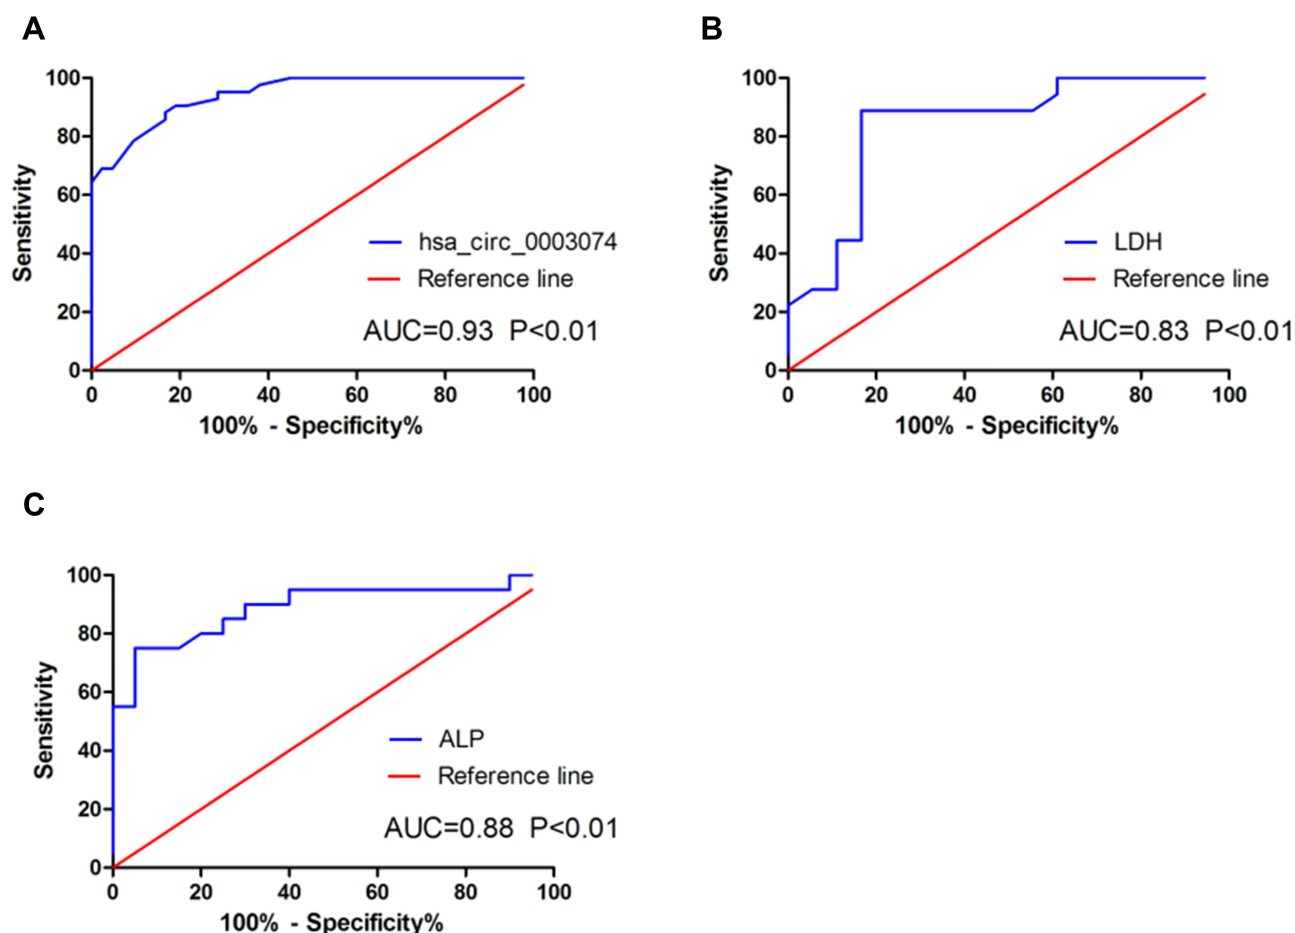 A
100
80
60
40
20
0
Sensitivity
hsa_circ_0003074
Reference line
AUC=0.93 P<0.01
0 20 40 60 80 100
100% - Specificity%
B
100
80
60
40
20
0
Sensitivity
LDH
Reference line
AUC=0.83 P<0.01
0 20 40 60 80 100
100% - Specificity%
C
100
80
60
40
20
0
Sensitivity
ALP
Reference line
AUC=0.88 P<0.01
0 20 40 60 80 100
100% - Specificity%